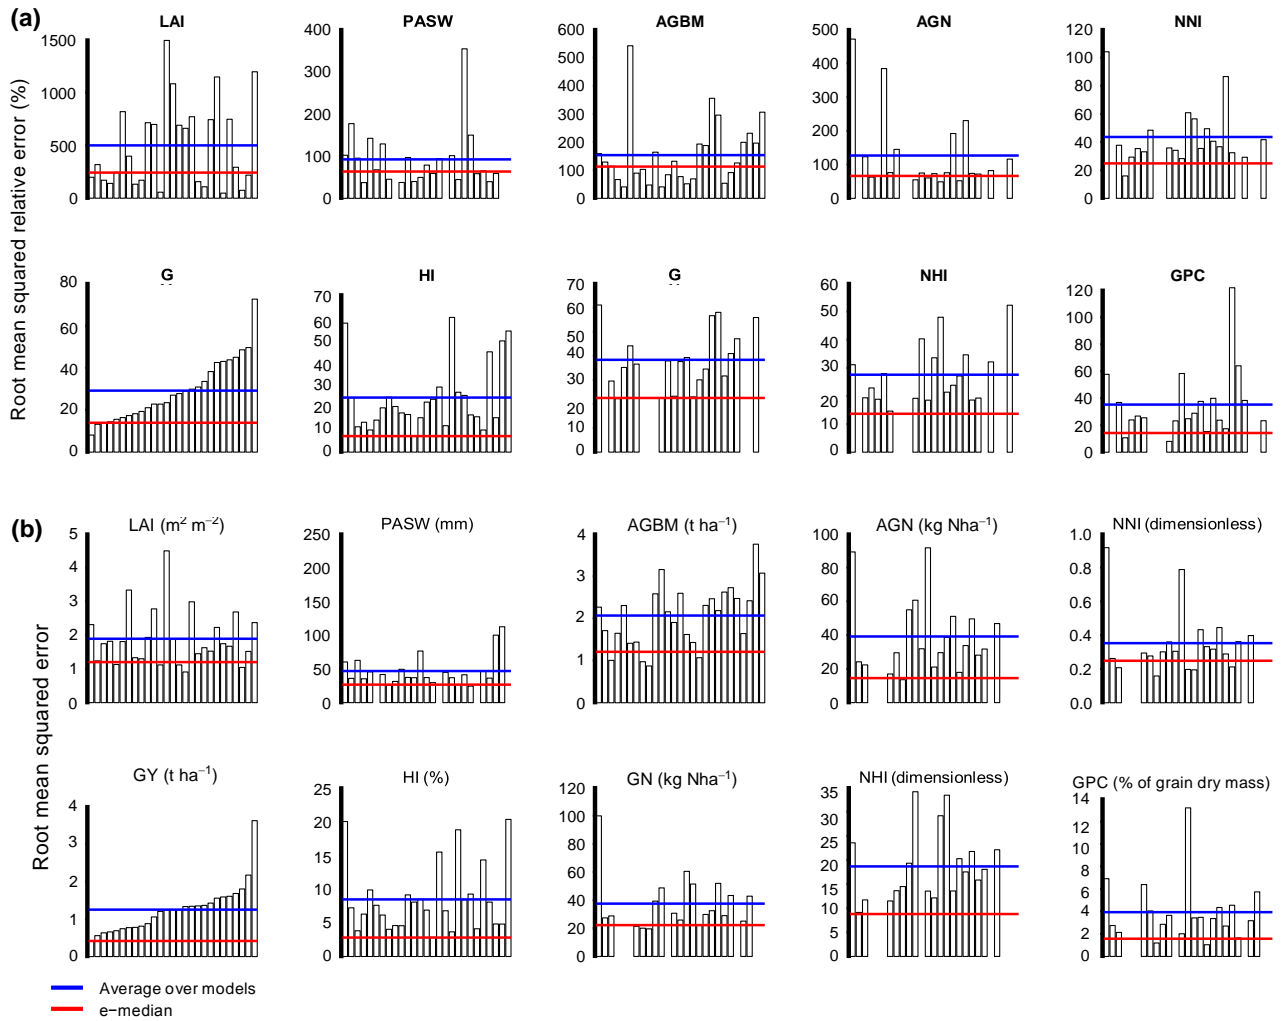 (a)
LAI PASW AGBM AGN NNI
Root mean squared relative error (%)
1500 1000 500 0
400 300 200 100 0
600 500 400 300 200 100 0
500 400 300 200 100 0
120 100 80 60 40 20 0
G HI G NHI GPC
80 60 40 20 0
70 60 50 40 30 20 10 0
70 60 50 40 30 20 10 0
60 50 40 30 20 10 0
120 100 80 60 40 20 0
(b)
LAI (m² m⁻²) PASW (mm) AGBM (t ha⁻¹) AGN (kg Nha⁻¹) NNI (dimensionless)
Root mean squared error
5 4 3 2 1 0
250 200 150 100 50 0
4 3 2 1 0
100 80 60 40 20 0
1.0 0.8 0.6 0.4 0.2 0.0
GY (t ha⁻¹) HI (%) GN (kg Nha⁻¹) NHI (dimensionless) GPC (% of grain dry mass)
4 3 2 1 0
25 20 15 10 5 0
120 100 80 60 40 20 0
35 30 25 20 15 10 5 0
14 12 10 8 6 4 2 0
Average over models
e−median